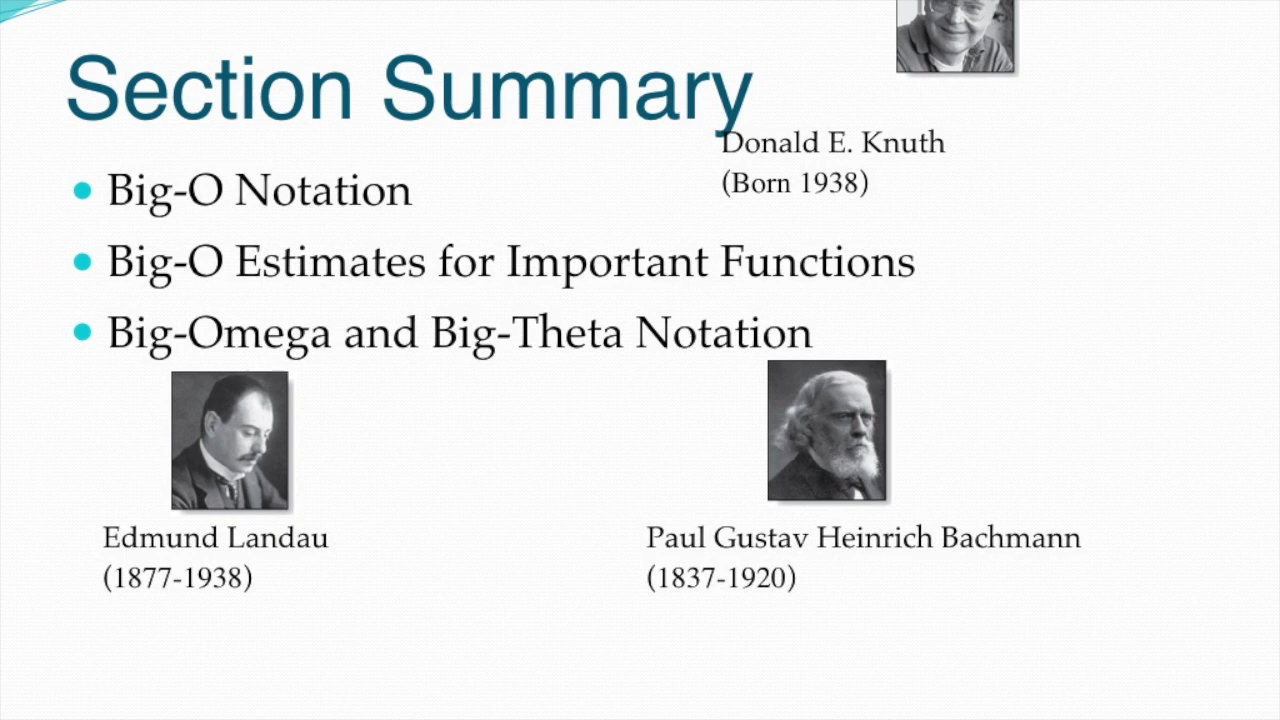 Section Summary
Donald E. Knuth
(Born 1938)
Big-O Notation
Big-O Estimates for Important Functions
Big-Omega and Big-Theta Notation
Edmund Landau
(1877-1938)
Paul Gustav Heinrich Bachmann
(1837-1920)